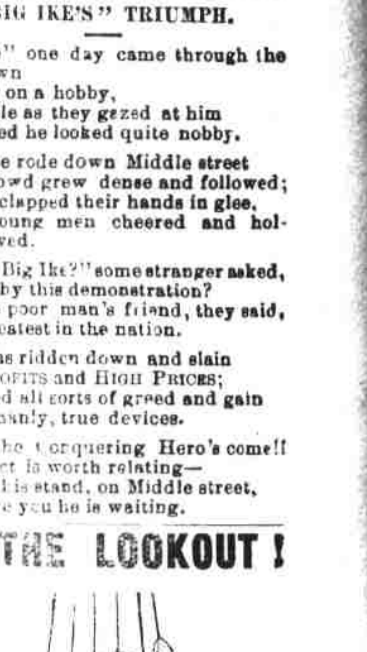 BIG IKE'S" TRIUMPH.
" one day came through the
wn
on a hobby,
le as they gazed at him
ed he looked quite nobby.
e rode down Middle street
owd grew dense and followed;
clapped their hands in glee.
oung men cheered and hol-
wed.
Big Ike?" some stranger asked,
by this demonstration?
poor man's friend, they said,
eatest in the nation.
as ridden down and slain
OFITS and HIGH PRICES;
d all sorts of greed and gain
manly, true devices.
he Conquering Hero's come!!
ct is worth relating—
his stand, on Middle street,
e you he is waiting.
THE LOOKOUT!